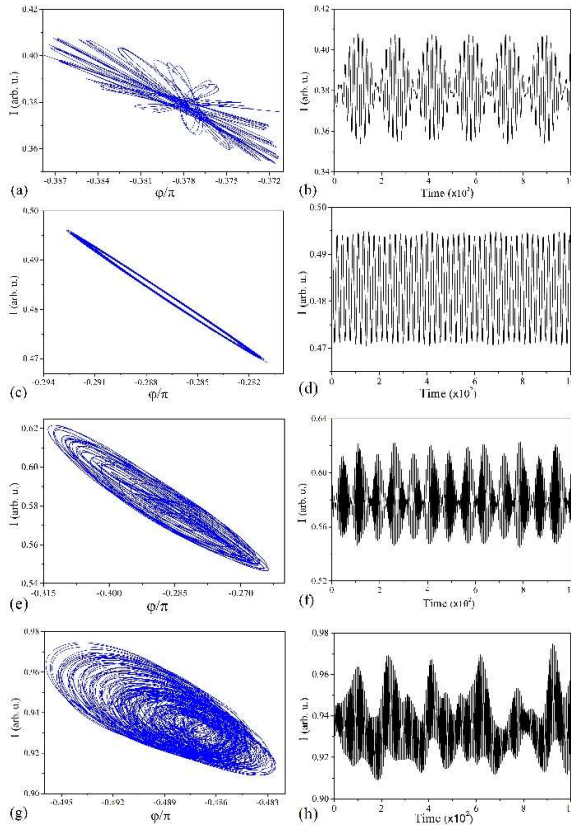 0.42
0.40
0.38
0.36
I (arb. u.)
-0.387 -0.384 -0.381 -0.378 -0.375 -0.372
(a) φ/π
0.42
0.40
0.38
0.36
0.34
I (arb. u.)
0 2 4 6 8 10
(b) Time (x10²)
0.50
0.49
0.48
0.47
I (arb. u.)
-0.294 -0.291 -0.288 -0.285 -0.282
(c) φ/π
0.50
0.49
0.48
0.47
I (arb. u.)
0 2 4 6 8 10
(d) Time (x10²)
0.62
0.60
0.58
0.56
0.54
I (arb. u.)
-0.315 -0.300 -0.285 -0.270
(e) φ/π
0.64
0.60
0.56
0.52
I (arb. u.)
0 2 4 6 8 10
(f) Time (x10²)
0.98
0.96
0.94
0.92
0.90
I (arb. u.)
-0.495 -0.492 -0.489 -0.486 -0.483
(g) φ/π
0.98
0.96
0.94
0.92
0.90
I (arb. u.)
0 2 4 6 8 10
(h) Time (x10²)